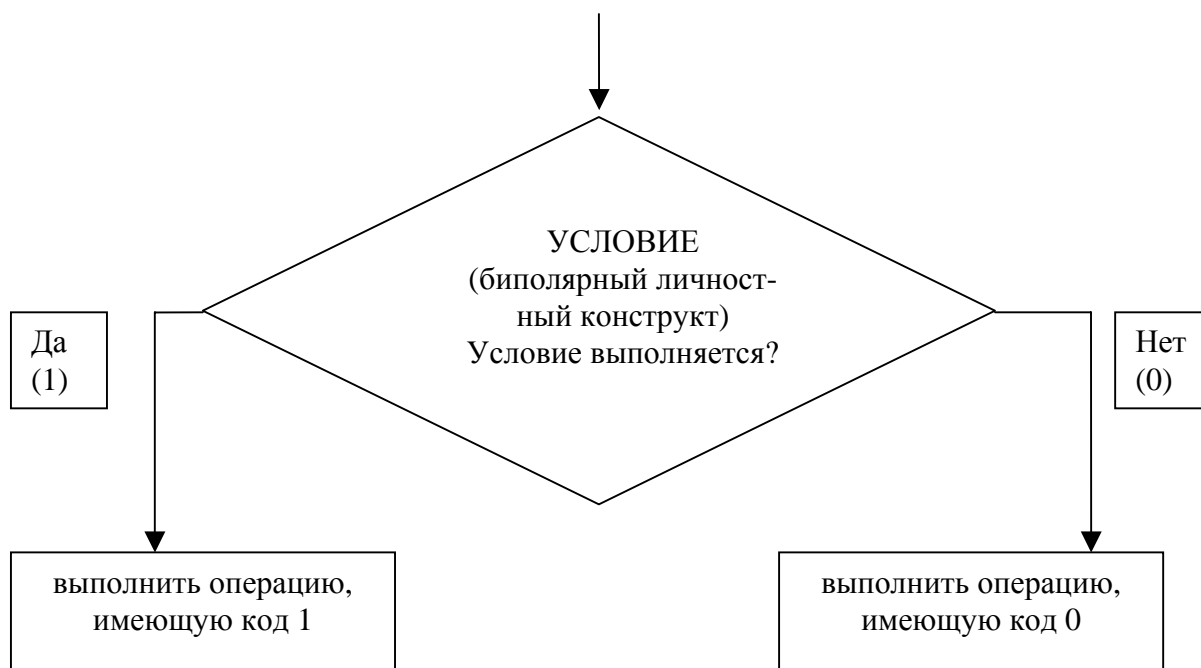 УСЛОВИЕ
(биполярный личност-
ный конструкт)
Условие выполняется?
Да
(1)
Нет
(0)
выполнить операцию,
имеющую код 1
выполнить операцию,
имеющую код 0